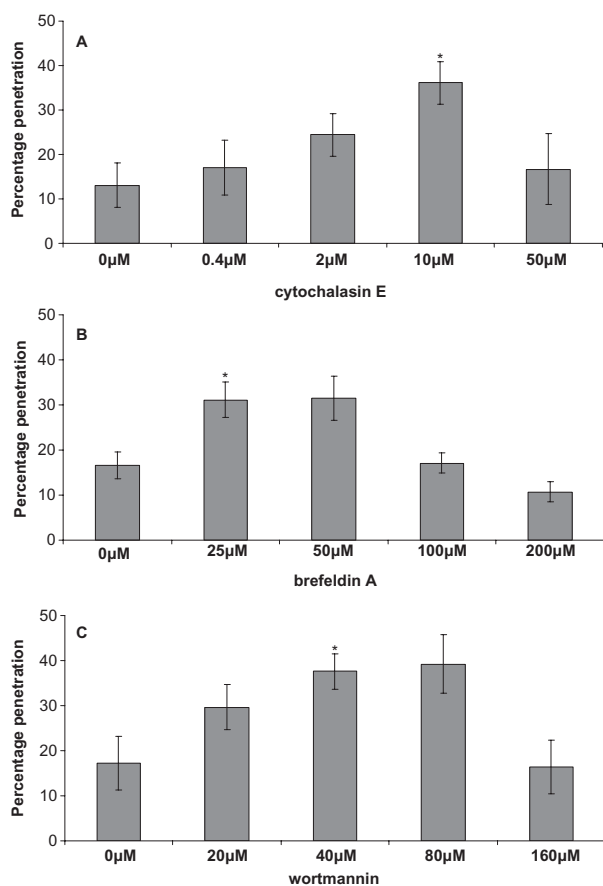 A
Percentage penetration
50
40
30
20
10
0
*
0µM 0.4µM 2µM 10µM 50µM
cytochalasin E
B
Percentage penetration
50
40
30
20
10
0
*
0µM 25µM 50µM 100µM 200µM
brefeldin A
C
Percentage penetration
50
40
30
20
10
0
*
0µM 20µM 40µM 80µM 160µM
wortmannin